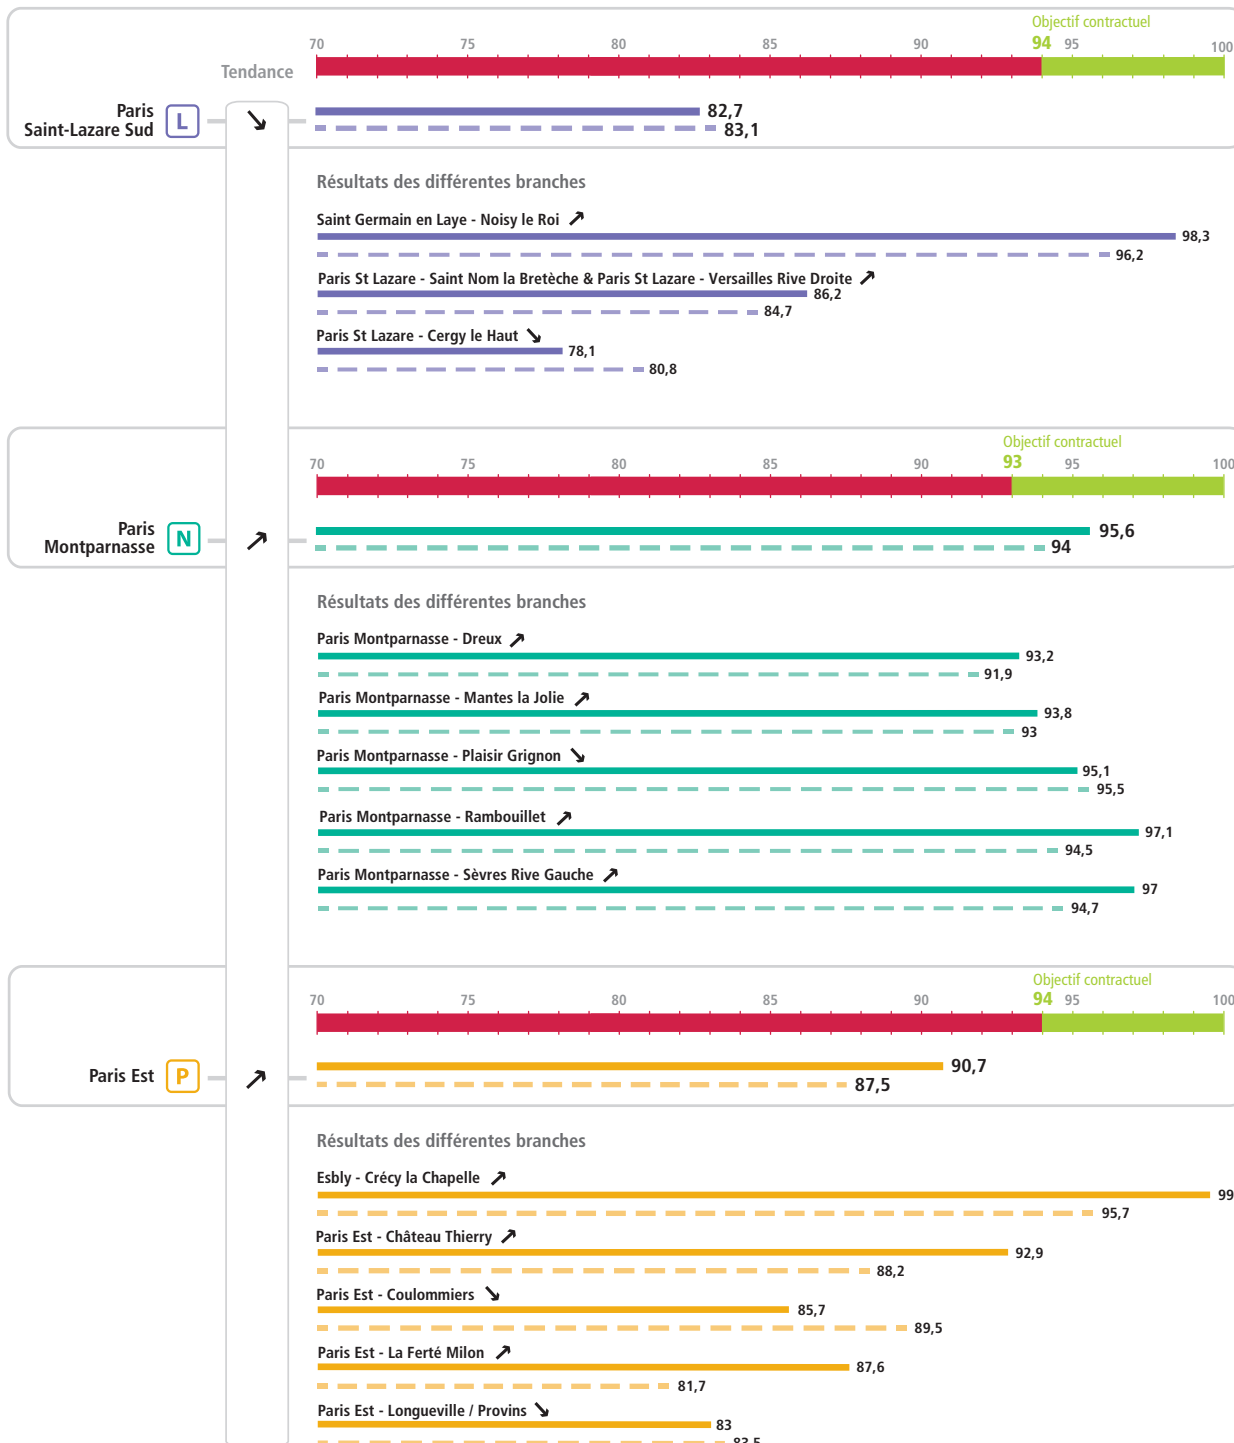 Objectif contractuel
70 75 80 85 90 94 95 100
Tendance
Paris
Saint-Lazare Sud
L
82,7
83,1
Résultats des différentes branches
Saint Germain en Laye - Noisy le Roi
98,3
96,2
Paris St Lazare - Saint Nom la Bretèche & Paris St Lazare - Versailles Rive Droite
86,2
84,7
Paris St Lazare - Cergy le Haut
78,1
80,8
Objectif contractuel
70 75 80 85 90 93 95 100
Paris
Montparnasse
N
95,6
94
Résultats des différentes branches
Paris Montparnasse - Dreux
93,2
91,9
Paris Montparnasse - Mantes la Jolie
93,8
93
Paris Montparnasse - Plaisir Grignon
95,1
95,5
Paris Montparnasse - Rambouillet
97,1
94,5
Paris Montparnasse - Sèvres Rive Gauche
97
94,7
Objectif contractuel
70 75 80 85 90 94 95 100
Paris Est
P
90,7
87,5
Résultats des différentes branches
Esbly - Crécy la Chapelle
99
95,7
Paris Est - Château Thierry
92,9
88,2
Paris Est - Coulommiers
85,7
89,5
Paris Est - La Ferté Milon
87,6
81,7
Paris Est - Longueville / Provins
83
83,5